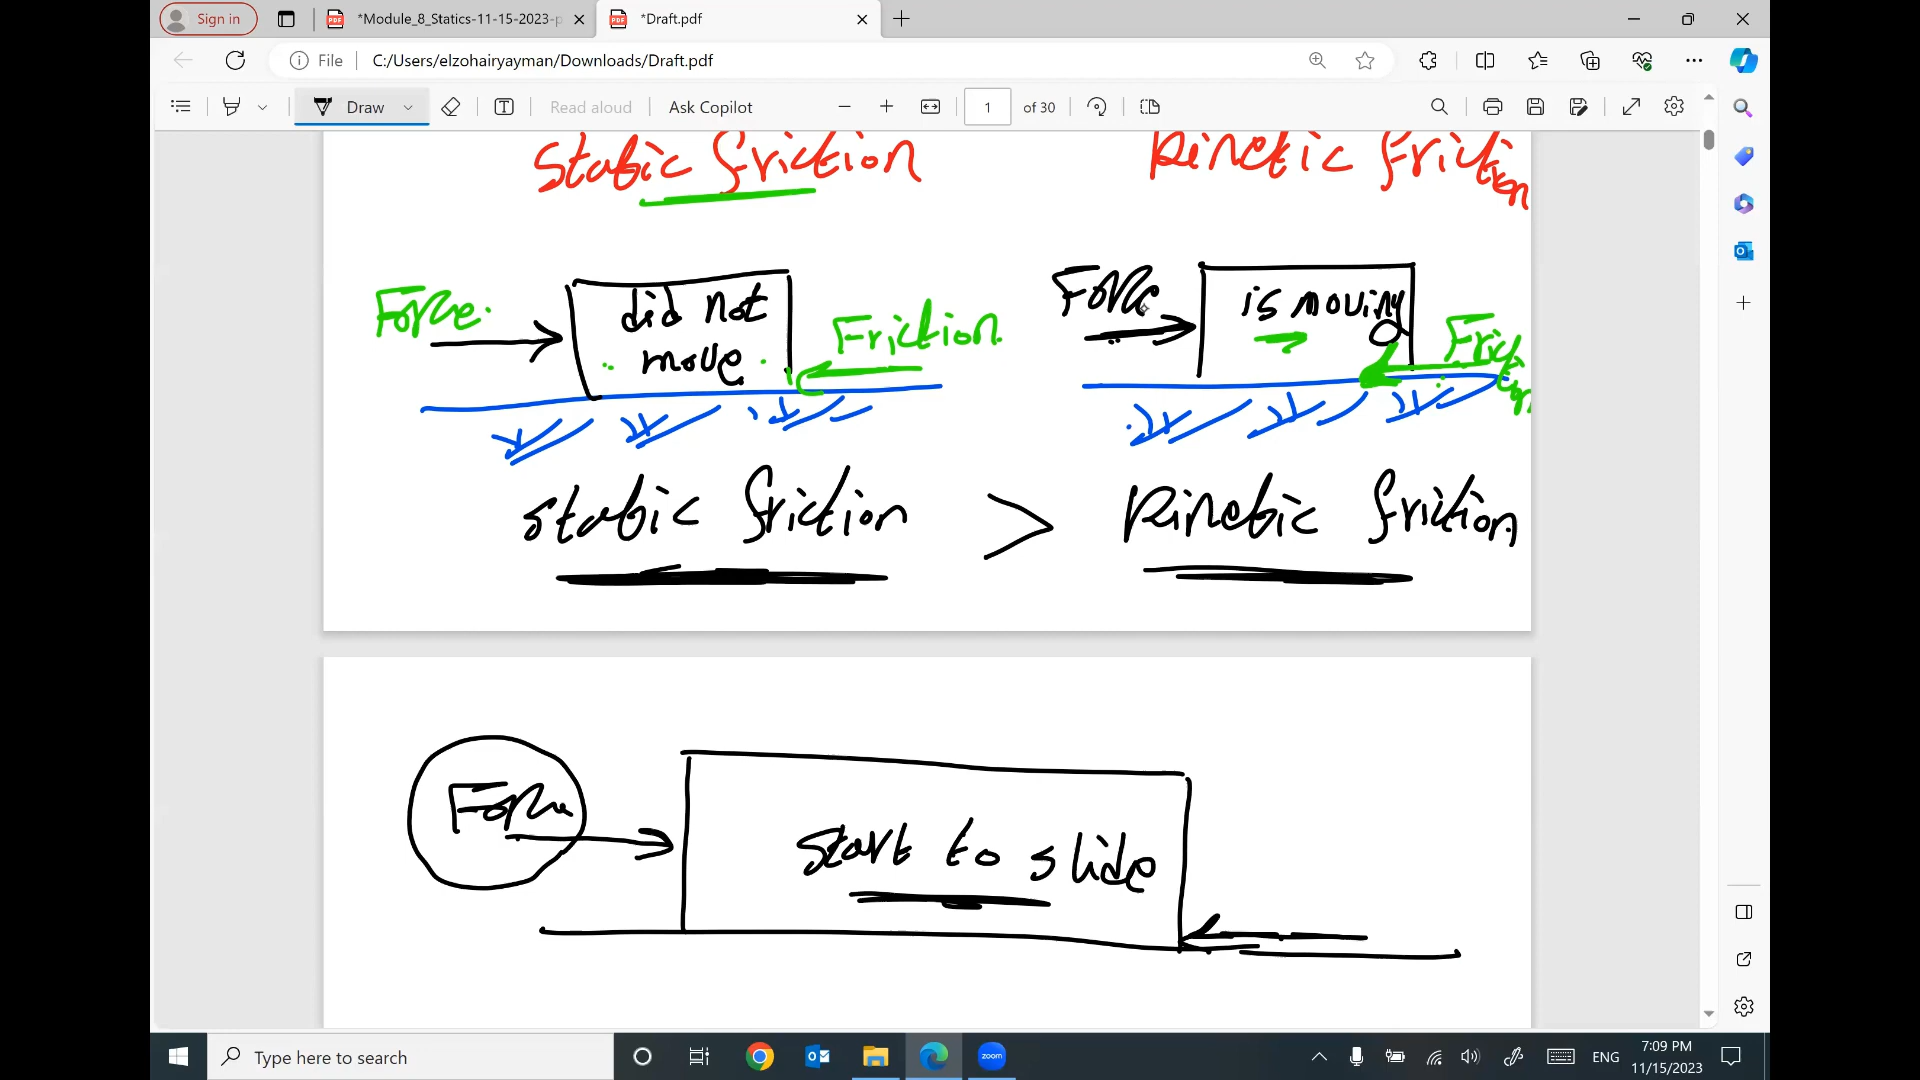 Sign in
*Module_8_Statics-11-15-2023-p
*Draft.pdf
File
C:/Users/elzohairyayman/Downloads/Draft.pdf
Draw
Read aloud
Ask Copilot
1
of 30
Static friction
Kinetic friction
Force
did not
move
Friction
Force
is moving
Friction
static friction > Kinetic friction
Force
start to slide
Type here to search
zoom
ENG
7:09 PM
11/15/2023